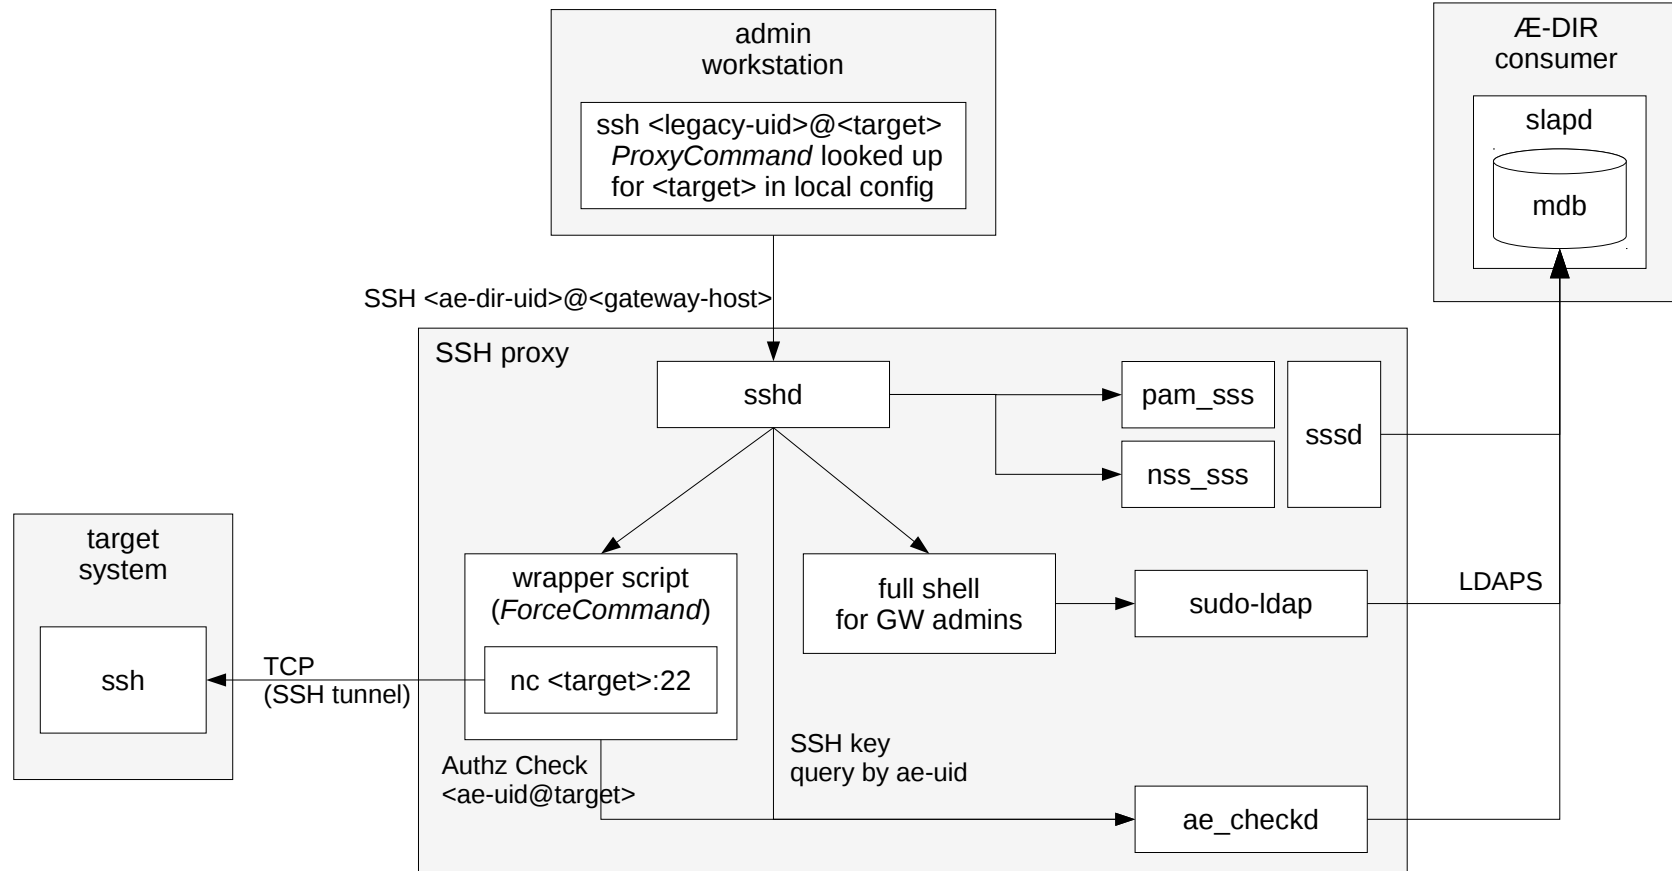 admin
workstation
ssh <legacy-uid>@<target>
ProxyCommand looked up
for <target> in local config
Æ-DIR
consumer
slapd
mdb
SSH <ae-dir-uid>@<gateway-host>
SSH proxy
sshd
pam_sss
nss_sss
sssd
target
system
ssh
TCP
(SSH tunnel)
wrapper script
(ForceCommand)
nc <target>:22
full shell
for GW admins
sudo-ldap
LDAPS
Authz Check
<ae-uid@target>
SSH key
query by ae-uid
ae_checkd